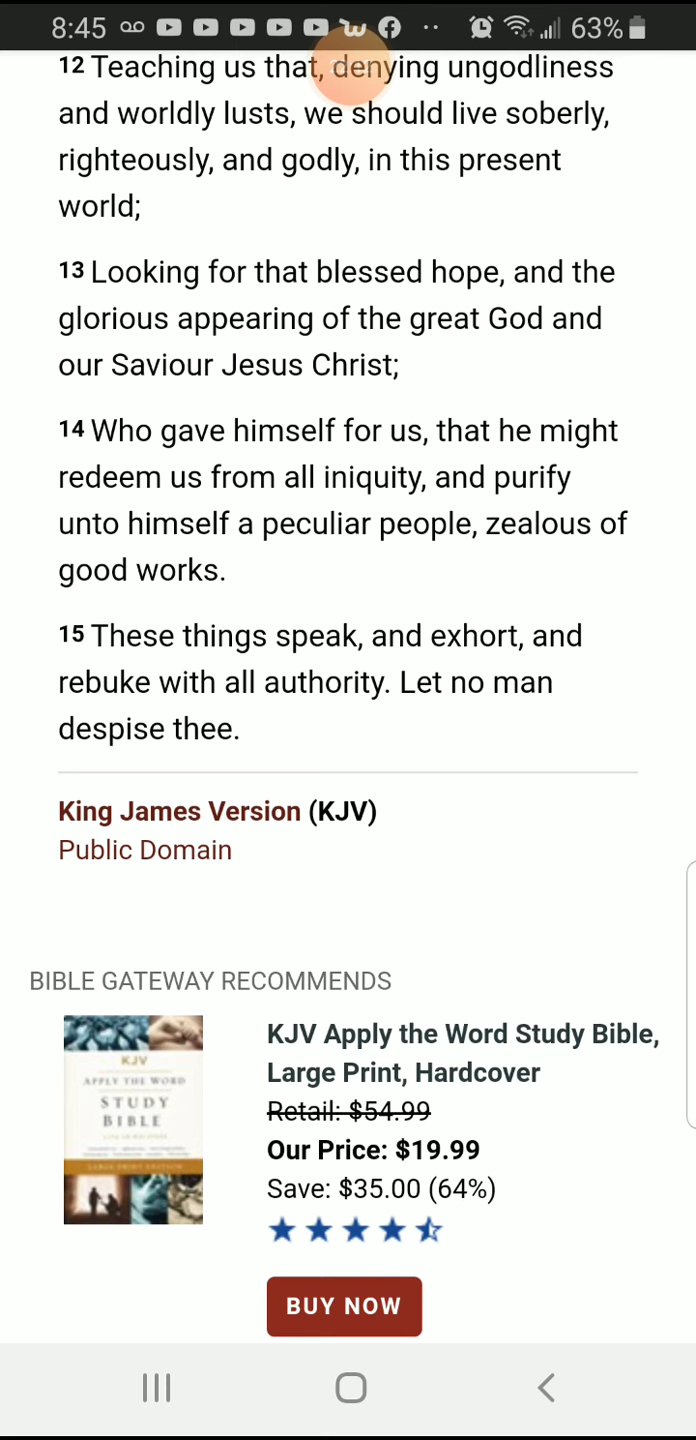 8:45 63%
12 Teaching us that, denying ungodliness
and worldly lusts, we should live soberly,
righteously, and godly, in this present
world;
13 Looking for that blessed hope, and the
glorious appearing of the great God and
our Saviour Jesus Christ;
14 Who gave himself for us, that he might
redeem us from all iniquity, and purify
unto himself a peculiar people, zealous of
good works.
15 These things speak, and exhort, and
rebuke with all authority. Let no man
despise thee.
King James Version (KJV)
Public Domain
BIBLE GATEWAY RECOMMENDS
KJV
APPLY THE WORD
STUDY
BIBLE
LARGE PRINT EDITION
KJV Apply the Word Study Bible,
Large Print, Hardcover
Retail: $54.99
Our Price: $19.99
Save: $35.00 (64%)
BUY NOW